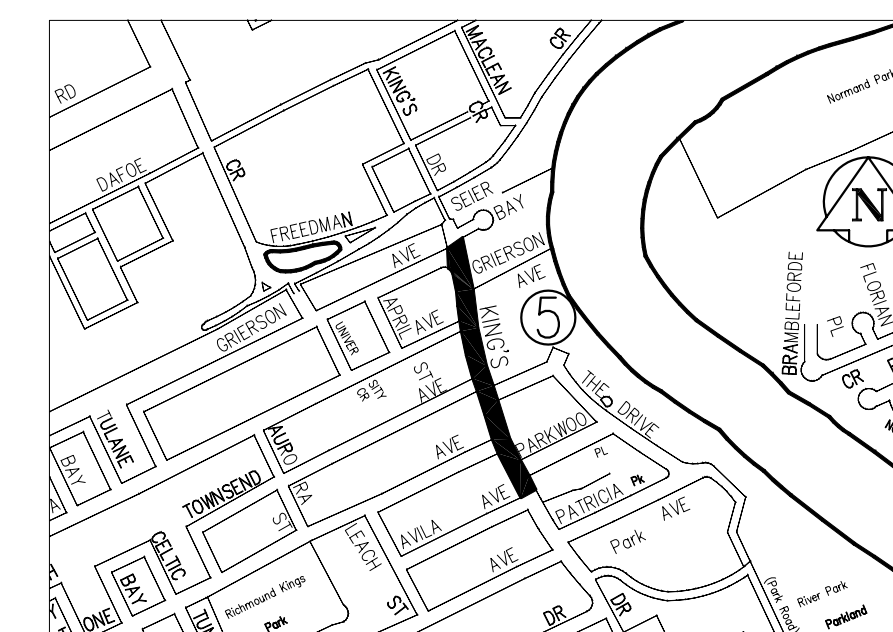 RD
DAFOE
CR
KING'S
MACLEAN
CR
CR
DR
Normand Park
N
SEIER
BAY
FREEDMAN
AVE
GRIERSON
AVE
GRIERSON
APRIL
AVE
UNIVER
SITY
CR
ST
AVE
KING'S
5
BRAMBLEFORDE
PL
FLORIAN
CR
THE
DRIVE
TULANE
BAY
AURO
RA
ST
AVE
PARKWOO
PL
TOWNSEND
AVE
PATRICIA
Pk
AVILA
AVE
Park
AVE
CELTIC
BAY
ONE
LEACH
ST
Richmound Kings
Park
DR
DR
(Park Road)
River Park
Parkland